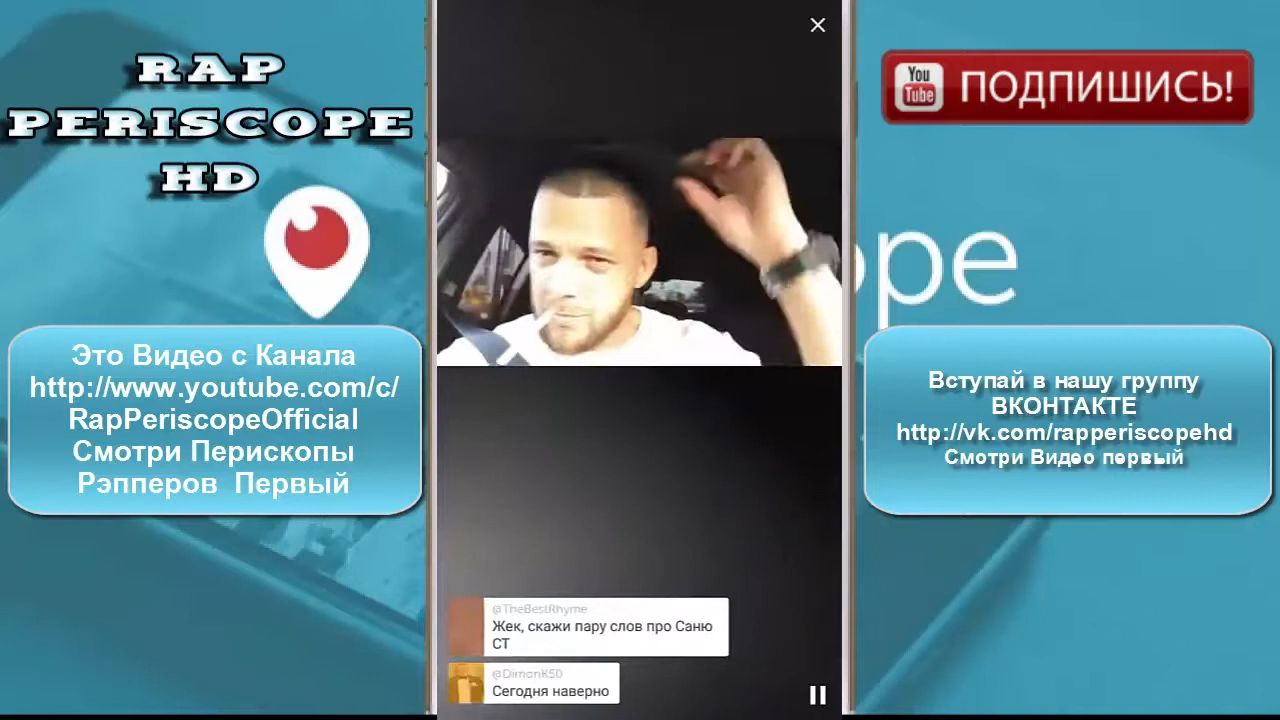 RAP
PERISCOPE
HD
Это Видео с Канала
http://www.youtube.com/c/
RapPeriscopeOfficial
Смотри Перископы
Рэпперов Первый
@TheBestRhyme
Жек, скажи пару слов про Саню
СТ
@DimonK50
Сегодня наверно
You
Tube
ПОДПИШИСЬ!
ope
Вступай в нашу группу
ВКОНТАКТЕ
http://vk.com/rapperiscopehd
Смотри Видео первый